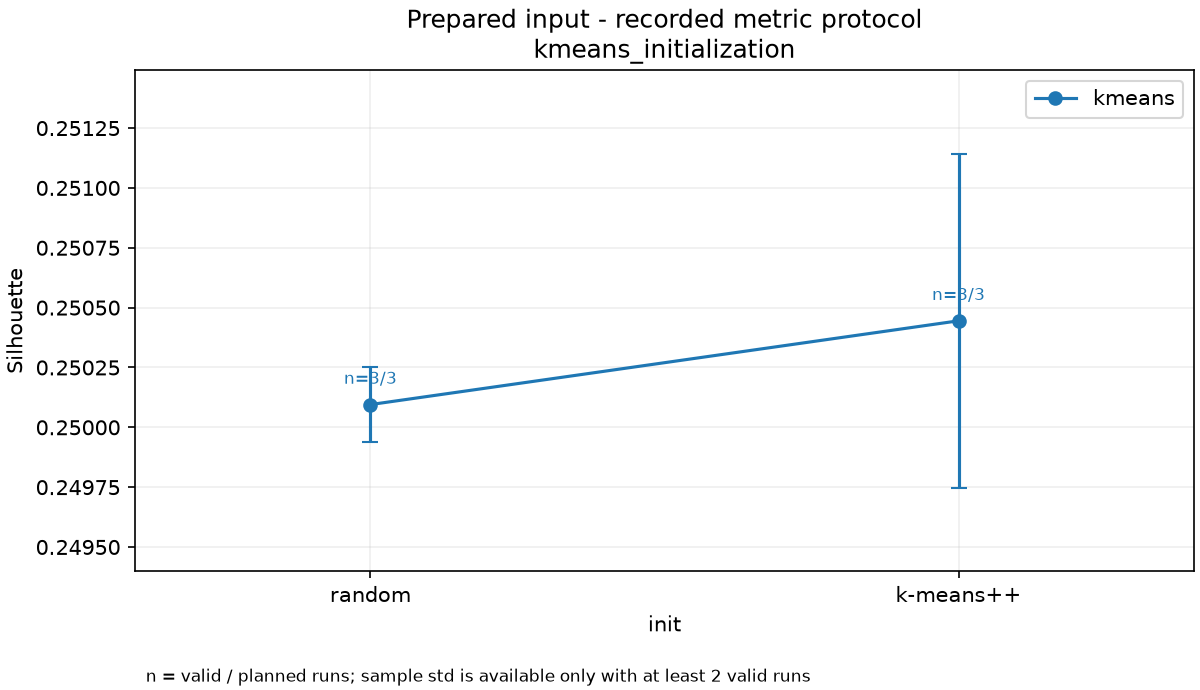 Prepared input - recorded metric protocol
kmeans_initialization
kmeans
0.25125
0.25100
0.25075
0.25050
0.25025
0.25000
0.24975
0.24950
Silhouette
n=3/3
n=3/3
random
k-means++
init
n = valid / planned runs; sample std is available only with at least 2 valid runs